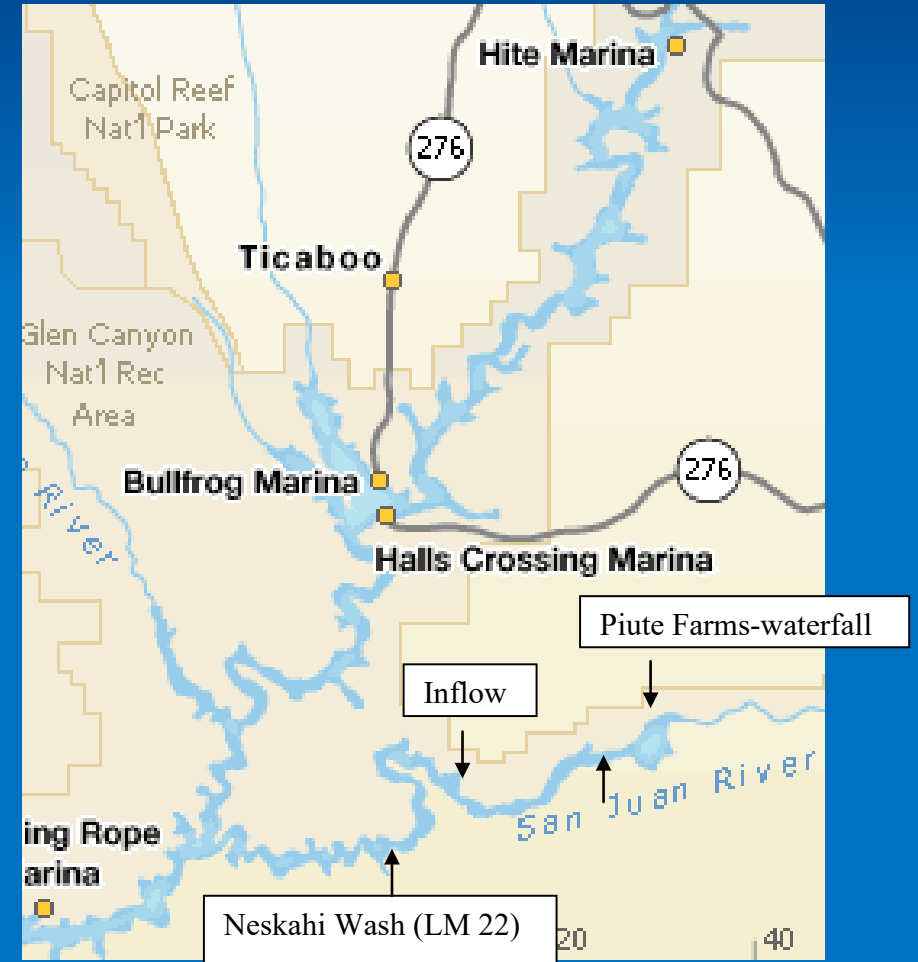 Hite Marina
Capitol Reef
Nat'l Park
276
Ticaboo
Glen Canyon
Nat'l Rec
Area
Bullfrog Marina
276
River
Halls Crossing Marina
Piute Farms-waterfall
Inflow
San Juan River
ing Rope
arina
Neskahi Wash (LM 22)
20
40